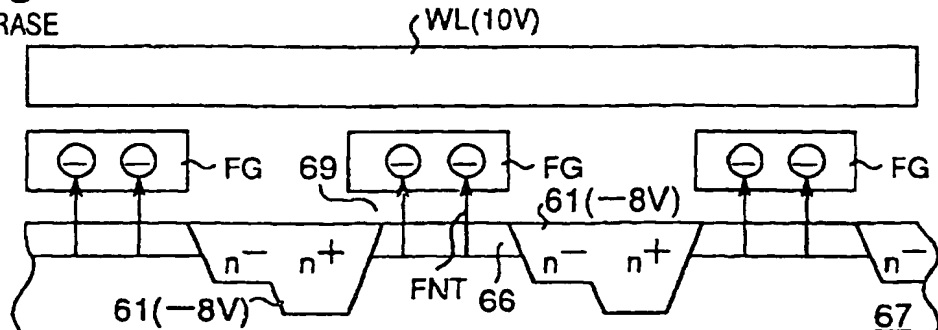 RASE
WL(10V)
− − FG
69
− − FG
− − FG
61(−8V)
n− n+
FNT 66
n− n+
n−
61(−8V)
67